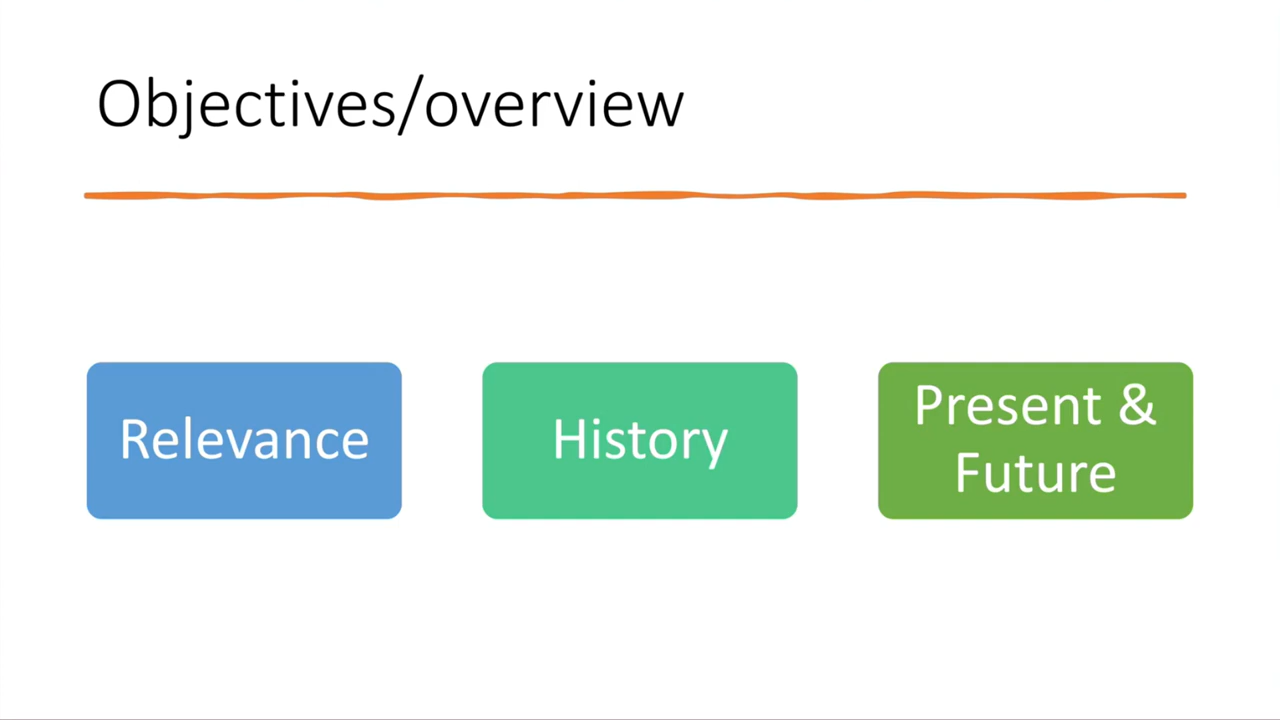 Objectives/overview
Relevance
History
Present &
Future